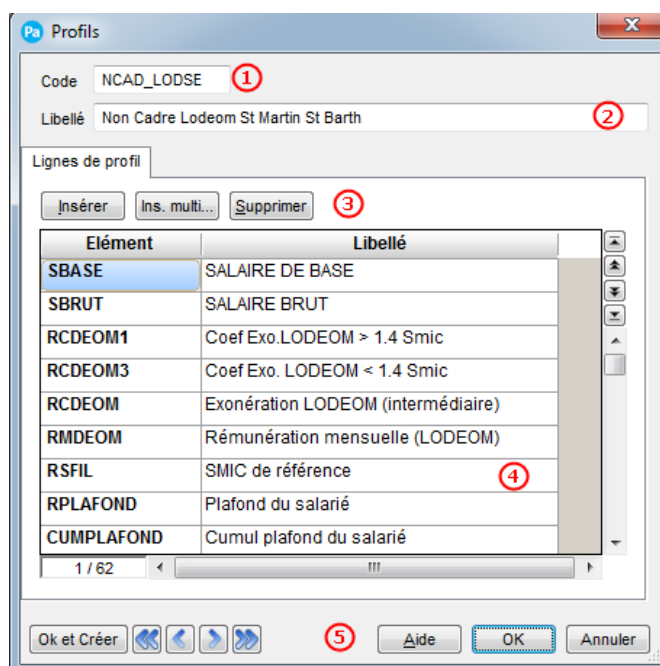 Pa Profils X
Code NCAD_LODSE 1
Libellé Non Cadre Lodeom St Martin St Barth 2
Lignes de profil
Insérer Ins. multi... Supprimer 3
Elément Libellé
SBASE SALAIRE DE BASE
SBRUT SALAIRE BRUT
RCDEOM1 Coef Exo.LODEOM > 1.4 Smic
RCDEOM3 Coef Exo. LODEOM < 1.4 Smic
RCDEOM Exonération LODEOM (intermédiaire)
RMDEOM Rémunération mensuelle (LODEOM)
RSFIL SMIC de référence 4
RPLAFOND Plafond du salarié
CUMPLAFOND Cumul plafond du salarié
1 / 62
Ok et Créer 5 Aide OK Annuler